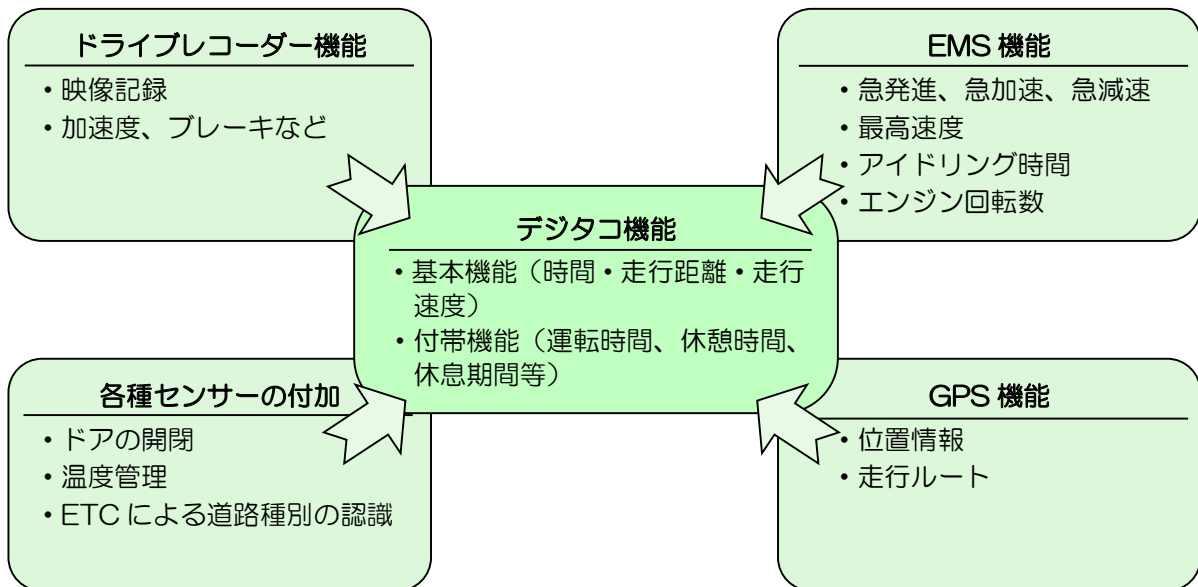 ドライブレコーダー機能
・映像記録
・加速度、ブレーキなど
EMS 機能
・急発進、急加速、急減速
・最高速度
・アイドリング時間
・エンジン回転数
デジタコ機能
・基本機能(時間・走行距離・走行
速度)
・付帯機能(運転時間、休憩時間、
休息期間等)
各種センサーの付加
・ドアの開閉
・温度管理
・ETC による道路種別の認識
GPS 機能
・位置情報
・走行ルート